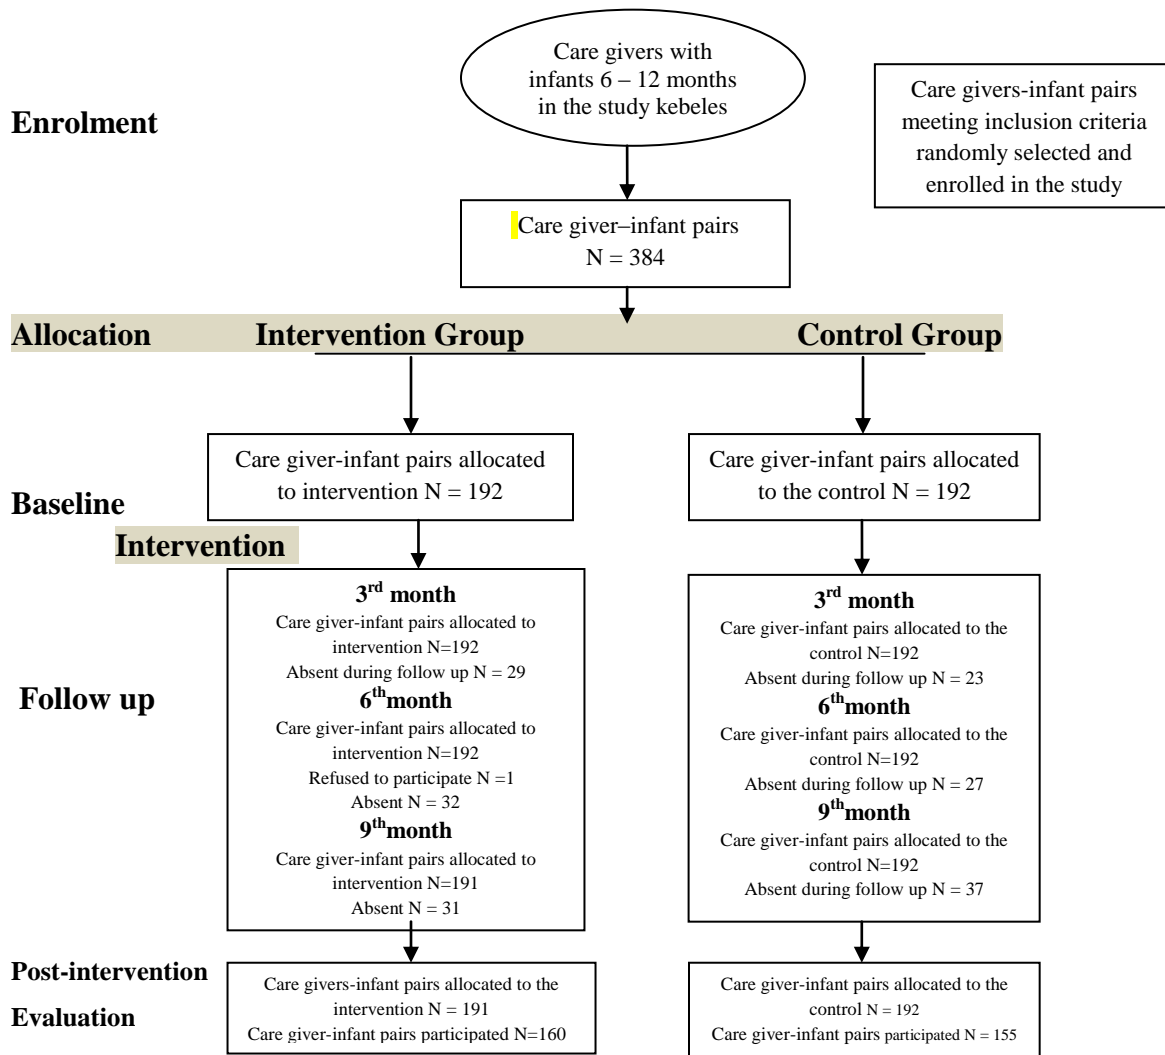 Care givers with
infants 6 – 12 months
in the study kebeles
Enrolment
Care givers-infant pairs
meeting inclusion criteria
randomly selected and
enrolled in the study
Care giver–infant pairs
N = 384
Allocation
Intervention Group
Control Group
Care giver-infant pairs allocated
to intervention N = 192
Care giver-infant pairs allocated
to the control N = 192
Baseline
Intervention
Follow up
3rd month
Care giver-infant pairs allocated to
intervention N=192
Absent during follow up N = 29
6th month
Care giver-infant pairs allocated to
intervention N=192
Refused to participate N =1
Absent N = 32
9th month
Care giver-infant pairs allocated to
intervention N=191
Absent N = 31
3rd month
Care giver-infant pairs allocated to the
control N=192
Absent during follow up N = 23
6th month
Care giver-infant pairs allocated to the
control N=192
Absent during follow up N = 27
9th month
Care giver-infant pairs allocated to the
control N=192
Absent during follow up N = 37
Post-intervention
Evaluation
Care givers-infant pairs allocated to the
intervention N = 191
Care giver-infant pairs participated N=160
Care giver-infant pairs allocated to the
control N = 192
Care giver-infant pairs participated N = 155